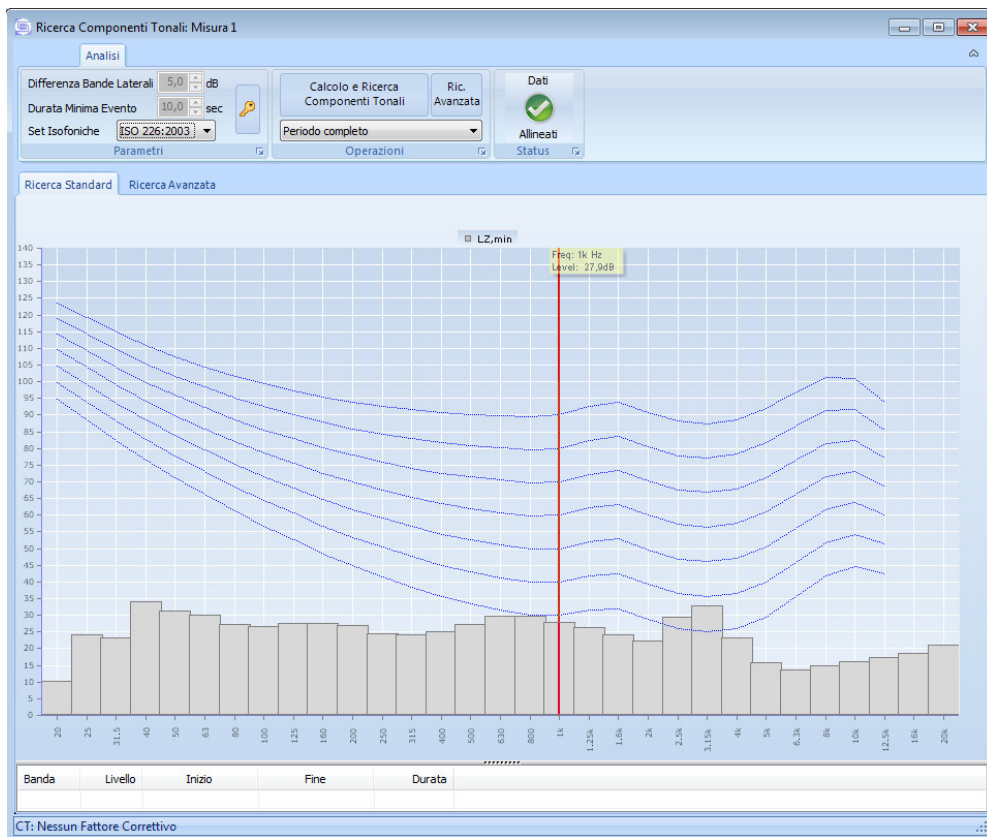 Ricerca Componenti Tonali: Misura 1
Analisi
Differenza Bande Laterali 5,0 dB
Durata Minima Evento 10,0 sec
Set Isofoniche ISO 226:2003
Parametri
Calcolo e Ricerca
Componenti Tonali
Ric.
Avanzata
Periodo completo
Operazioni
Dati
Allineati
Status
Ricerca Standard Ricerca Avanzata
LZ,min
Freq: 1k Hz
Level: 27,9dB
140
135
130
125
120
115
110
105
100
95
90
85
80
75
70
65
60
55
50
45
40
35
30
25
20
15
10
5
0
20 25 31.5 40 50 63 80 100 125 160 200 250 315 400 500 630 800 1k 1.25k 1.6k 2k 2.5k 3.15k 4k 5k 6.3k 8k 10k 12.5k 16k 20k
Banda Livello Inizio Fine Durata
CT: Nessun Fattore Correttivo